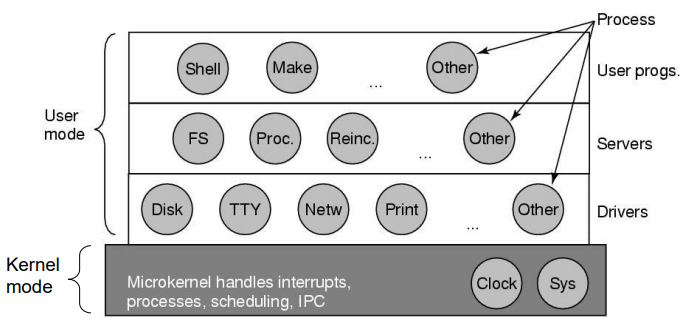 Process
Shell
Make
...
Other
User progs.
User
mode
FS
Proc.
Reinc.
...
Other
Servers
Disk
TTY
Netw
Print
...
Other
Drivers
Kernel
mode
Microkernel handles interrupts,
processes, scheduling, IPC
Clock
Sys